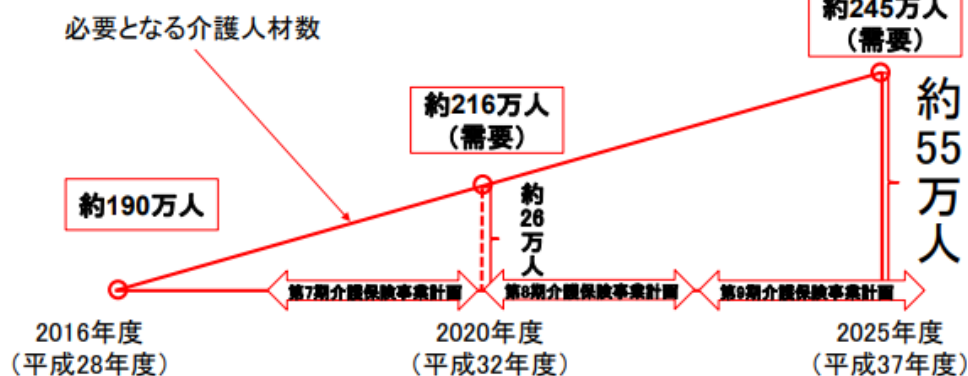 必要となる介護人材数
約245万人
（需要）
約216万人
（需要）
約190万人
約26万人
約55万人
第7期介護保険事業計画
第8期介護保険事業計画
第9期介護保険事業計画
2016年度
（平成28年度）
2020年度
（平成32年度）
2025年度
（平成37年度）